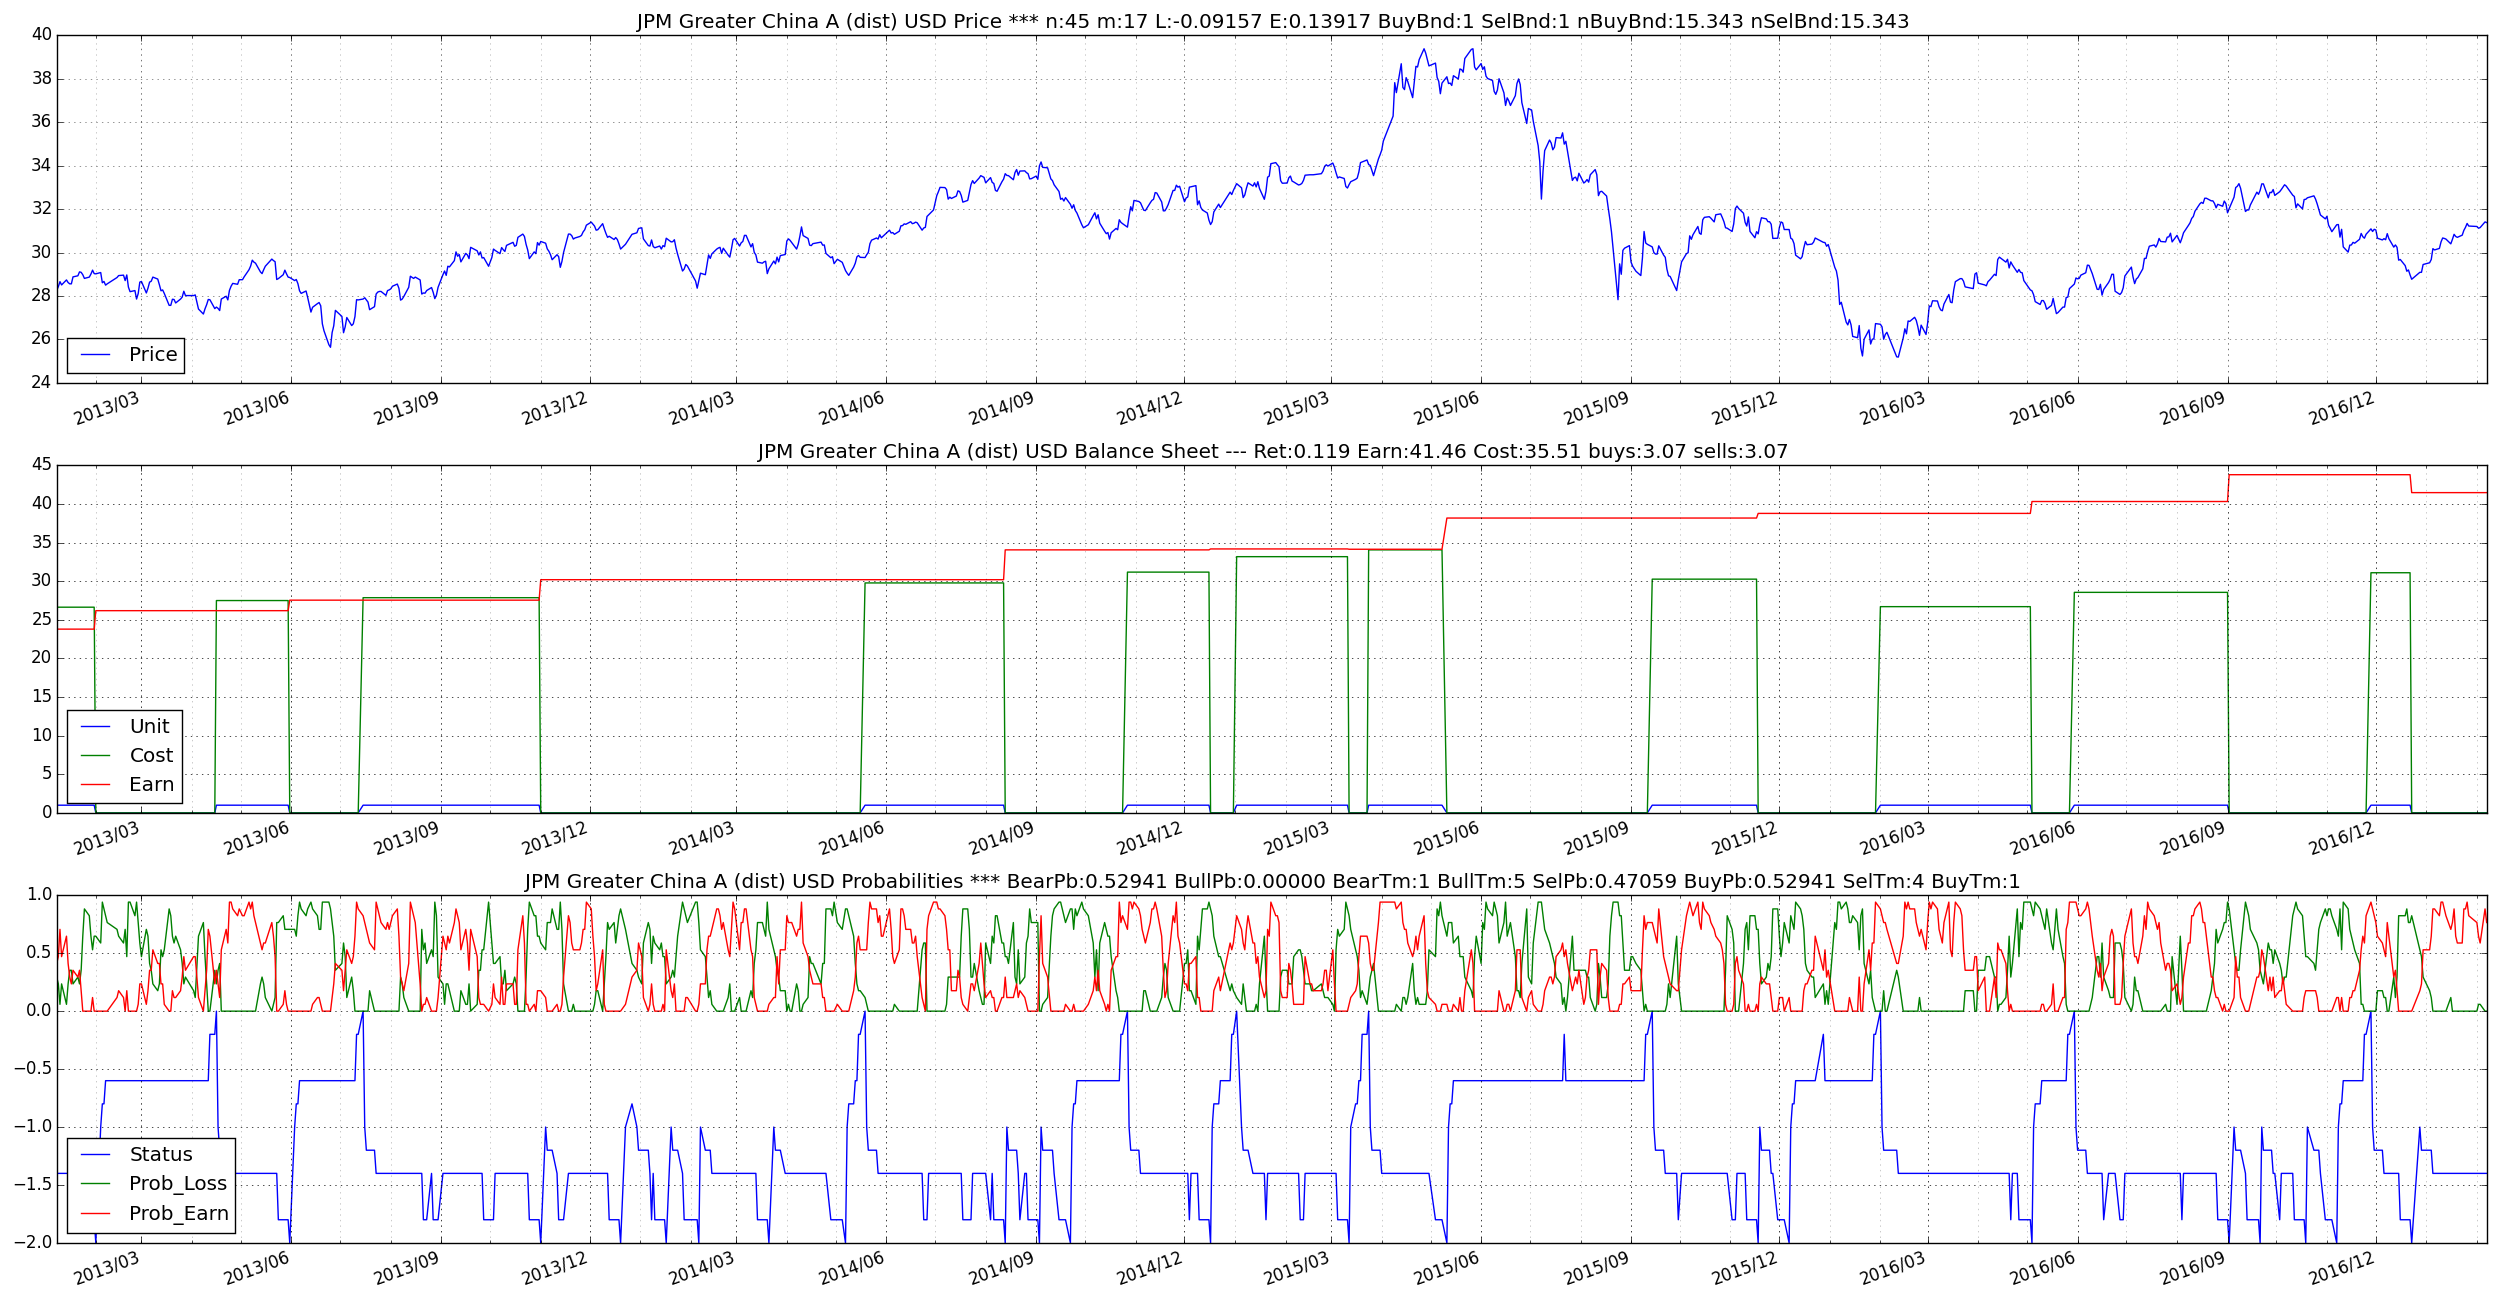 JPM Greater China A (dist) USD Price *** n:45 m:17 L:-0.09157 E:0.13917 BuyBnd:1 SelBnd:1 nBuyBnd:15.343 nSelBnd:15.343
40
38
36
34
32
30
28
26
24
Price
2013/03 2013/06 2013/09 2013/12 2014/03 2014/06 2014/09 2014/12 2015/03 2015/06 2015/09 2015/12 2016/03 2016/06 2016/09 2016/12
JPM Greater China A (dist) USD Balance Sheet --- Ret:0.119 Earn:41.46 Cost:35.51 buys:3.07 sells:3.07
45
40
35
30
25
20
15
10
5
0
Unit
Cost
Earn
2013/03 2013/06 2013/09 2013/12 2014/03 2014/06 2014/09 2014/12 2015/03 2015/06 2015/09 2015/12 2016/03 2016/06 2016/09 2016/12
JPM Greater China A (dist) USD Probabilities *** BearPb:0.52941 BullPb:0.00000 BearTm:1 BullTm:5 SelPb:0.47059 BuyPb:0.52941 SelTm:4 BuyTm:1
1.0
0.5
0.0
−0.5
−1.0
−1.5
−2.0
Status
Prob_Loss
Prob_Earn
2013/03 2013/06 2013/09 2013/12 2014/03 2014/06 2014/09 2014/12 2015/03 2015/06 2015/09 2015/12 2016/03 2016/06 2016/09 2016/12